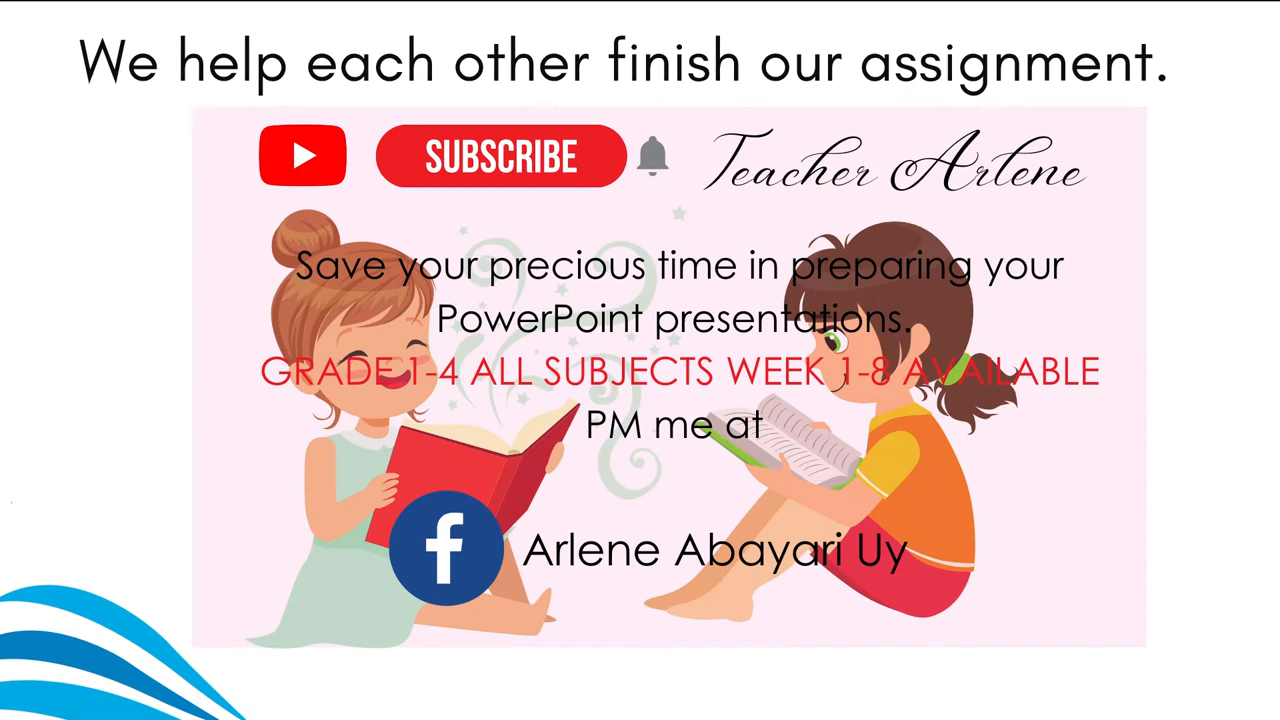 We help each other finish our assignment.
SUBSCRIBE
Teacher Arlene
Save your precious time in preparing your
PowerPoint presentations.
GRADE 1-4 ALL SUBJECTS WEEK 1-8 AVAILABLE
PM me at
f Arlene Abayari Uy